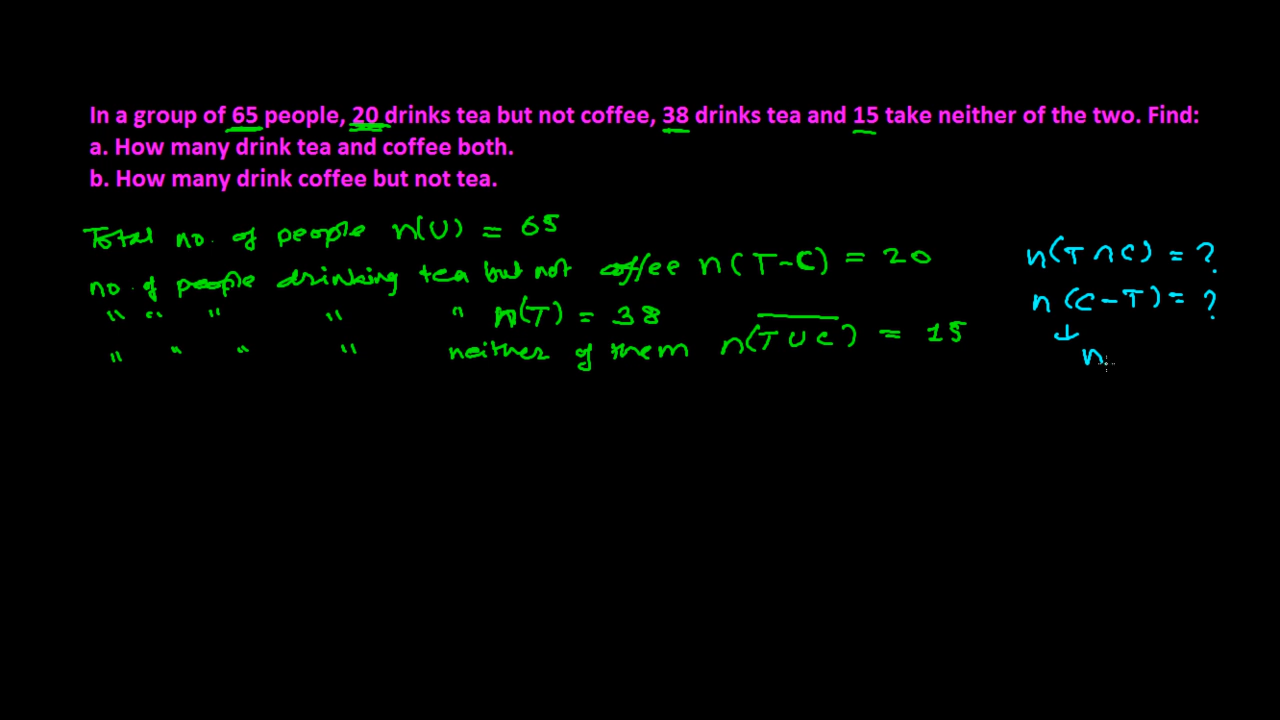 In a group of 65 people, 20 drinks tea but not coffee, 38 drinks tea and 15 take neither of the two. Find:
a. How many drink tea and coffee both.
b. How many drink coffee but not tea.
Total no. of people n(U) = 65
no. of people drinking tea but not coffee n(T-C) = 20
" " " " " n(T) = 38
" " " " neither of them n(\overline{T∪C}) = 15
n(T∩C) = ?
n(C-T) = ?
↓
n